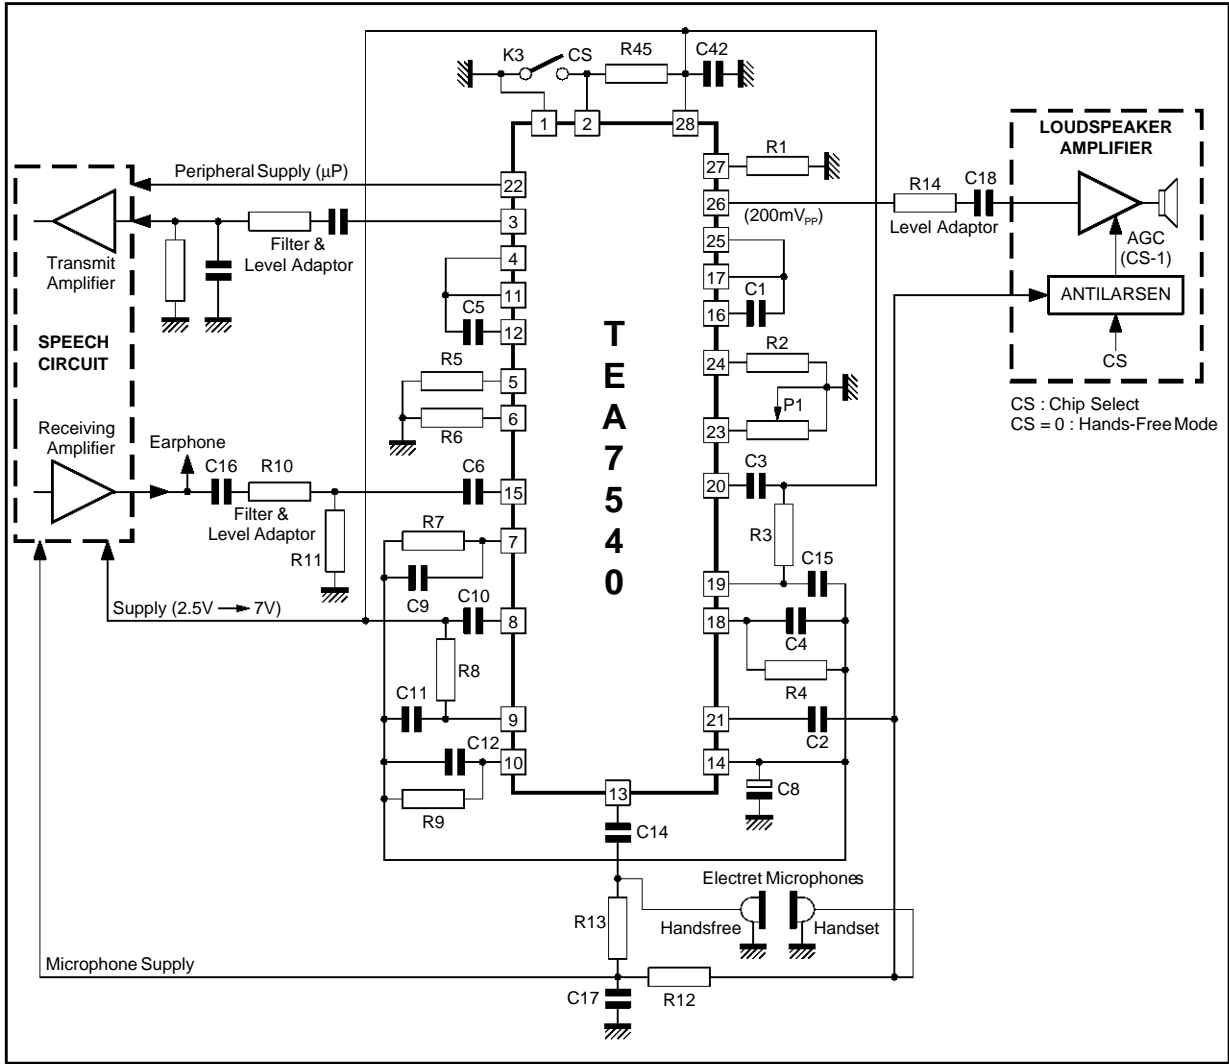 K3
CS
R45
C42
1
2
28
LOUDSPEAKER
AMPLIFIER
27
R1
Peripheral Supply (µP)
22
26
(200mVPP)
R14
C18
Level Adaptor
3
Filter &
Level Adaptor
Transmit
Amplifier
25
AGC
(CS-1)
4
17
11
C5
C1
16
ANTILARSEN
12
SPEECH
CIRCUIT
TEA7540
R2
24
CS
R5
5
P1
R6
6
23
CS : Chip Select
CS = 0 : Hands-Free Mode
Receiving
Amplifier
Earphone
C16
R10
C6
15
C3
20
Filter &
Level Adaptor
R11
R7
7
R3
C15
C9
19
Supply (2.5V → 7V)
C10
8
18
C4
R8
R4
C11
9
21
C2
C12
10
14
C8
R9
13
C14
Electret Microphones
R13
Handsfree
Handset
Microphone Supply
C17
R12